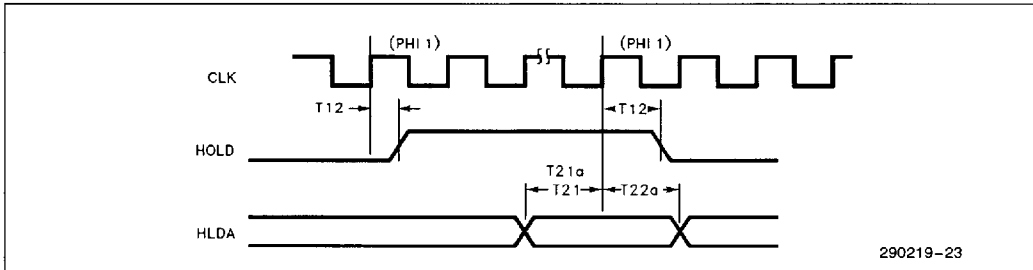 (PHI 1) (PHI 1)
CLK
T12 T12
HOLD
T21a
T21 T22a
HLDA
290219-23